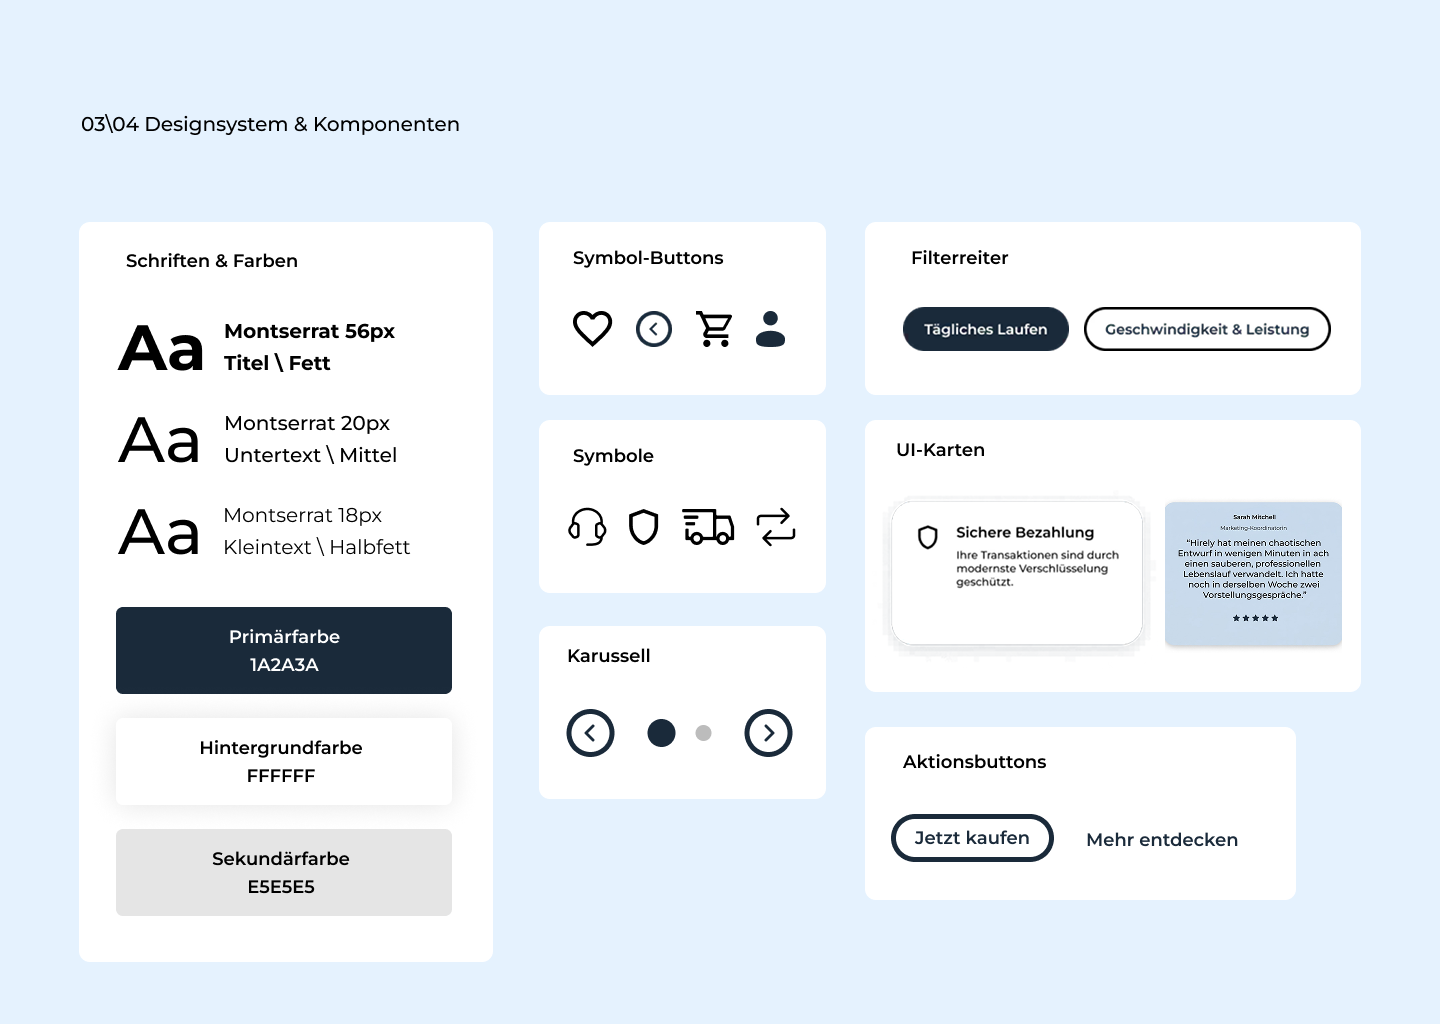 03\04 Designsystem & Komponenten
Schriften & Farben
Aa
Montserrat 56px
Titel \ Fett
Aa
Montserrat 20px
Untertext \ Mittel
Aa
Montserrat 18px
Kleintext \ Halbfett
Primärfarbe
1A2A3A
Hintergrundfarbe
FFFFFF
Sekundärfarbe
E5E5E5
Symbol-Buttons
Symbole
Karussell
Filterreiter
Tägliches Laufen
Geschwindigkeit & Leistung
UI-Karten
Sichere Bezahlung
Ihre Transaktionen sind durch
modernste Verschlüsselung
geschützt.
Sarah Mitchell
Marketing-Koordinatorin
“Hirely hat meinen chaotischen
Entwurf in wenigen Minuten in ach
einen sauberen, professionellen
Lebenslauf verwandelt. Ich hatte
noch in derselben Woche zwei
Vorstellungsgespräche.”
Aktionsbuttons
Jetzt kaufen
Mehr entdecken